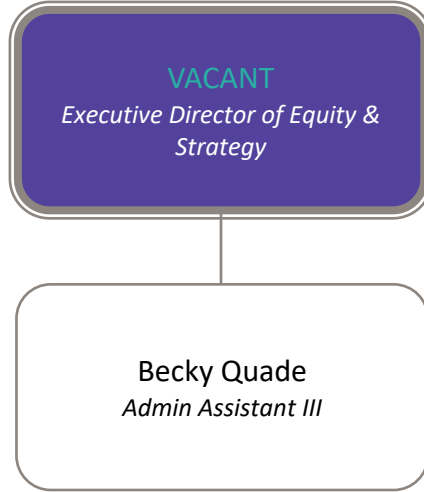 VACANT
Executive Director of Equity &
Strategy
Becky Quade
Admin Assistant III